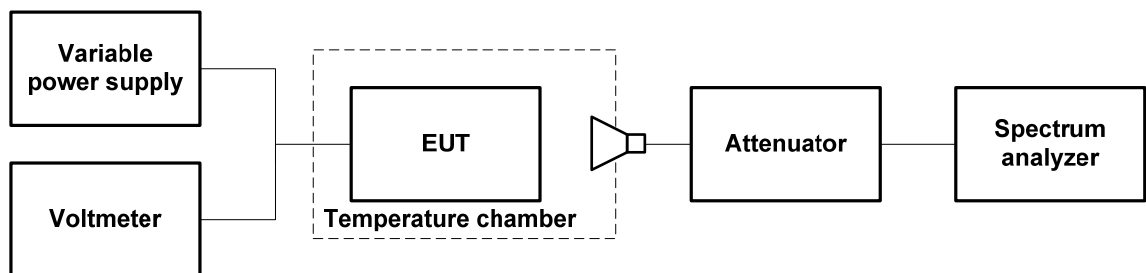 Variable
power supply
EUT
Attenuator
Spectrum
analyzer
Voltmeter
Temperature chamber